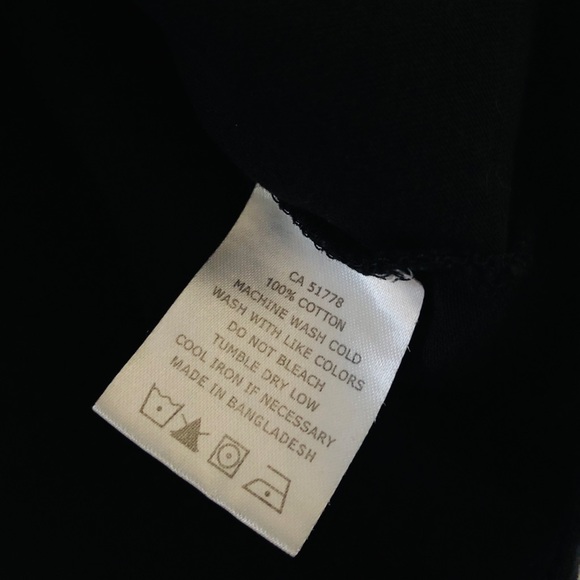 CA 51778
100% COTTON
MACHINE WASH COLD
WASH WITH LIKE COLORS
DO NOT BLEACH
TUMBLE DRY LOW
COOL IRON IF NECESSARY
MADE IN BANGLADESH